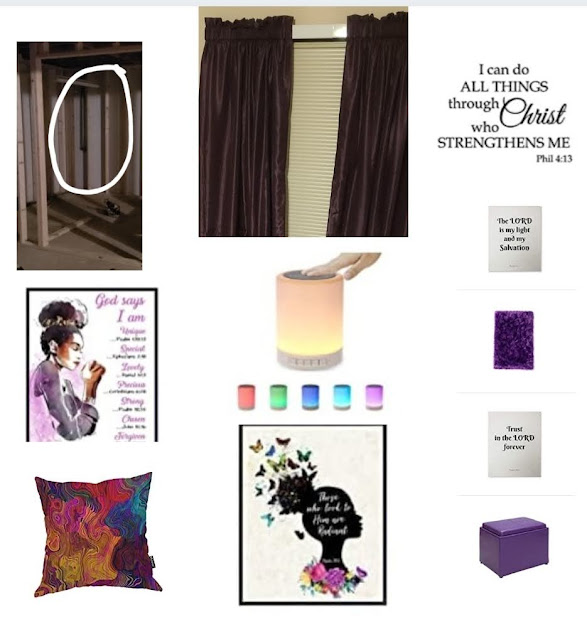 I can do
ALL THINGS
through Christ
who
STRENGTHENS ME
Phil 4:13
The LORD
is my light
and my
Salvation
God says
I am
Unique
Special
Lovely
Precious
Strong
Chosen
Forgiven
Trust
in the LORD
forever
Those
who look to
Him are
Radiant